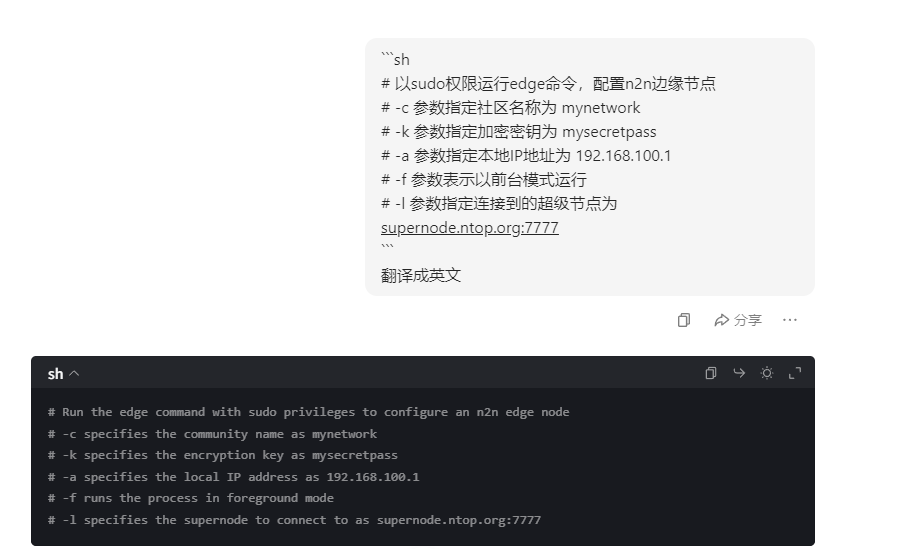 ```sh
# 以sudo权限运行edge命令，配置n2n边缘节点
# -c 参数指定社区名称为 mynetwork
# -k 参数指定加密密钥为 mysecretpass
# -a 参数指定本地IP地址为 192.168.100.1
# -f 参数表示以前台模式运行
# -l 参数指定连接到的超级节点为
supernode.ntop.org:7777
```
翻译成英文
分享
sh
# Run the edge command with sudo privileges to configure an n2n edge node
# -c specifies the community name as mynetwork
# -k specifies the encryption key as mysecretpass
# -a specifies the local IP address as 192.168.100.1
# -f runs the process in foreground mode
# -l specifies the supernode to connect to as supernode.ntop.org:7777